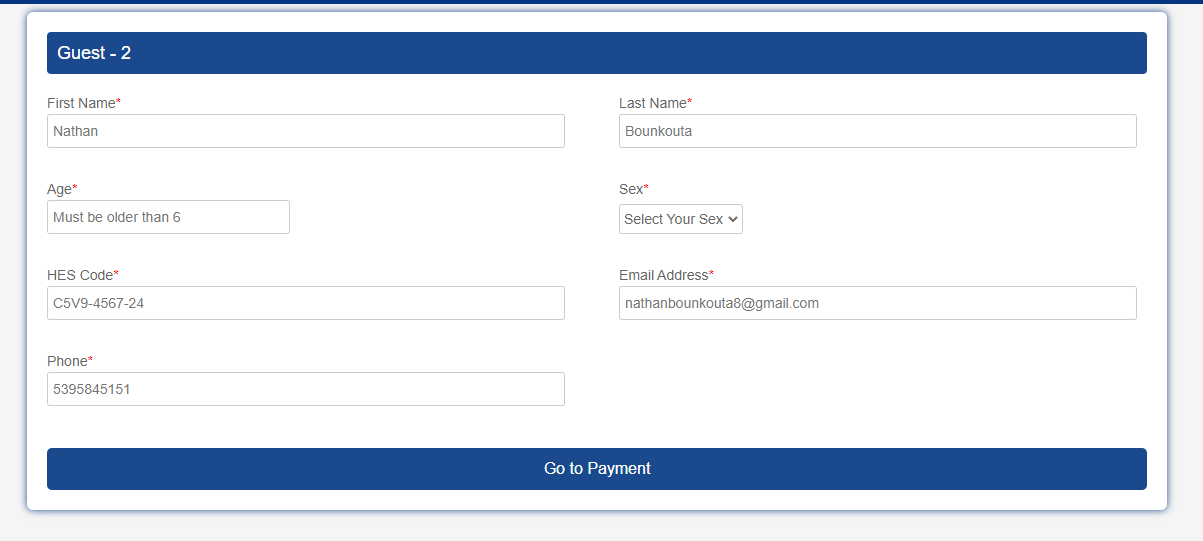 Guest - 2
First Name* Last Name*
Nathan Bounkouta
Age* Sex*
Must be older than 6 Select Your Sex
HES Code* Email Address*
C5V9-4567-24 nathanbounkouta8@gmail.com
Phone*
5395845151
Go to Payment